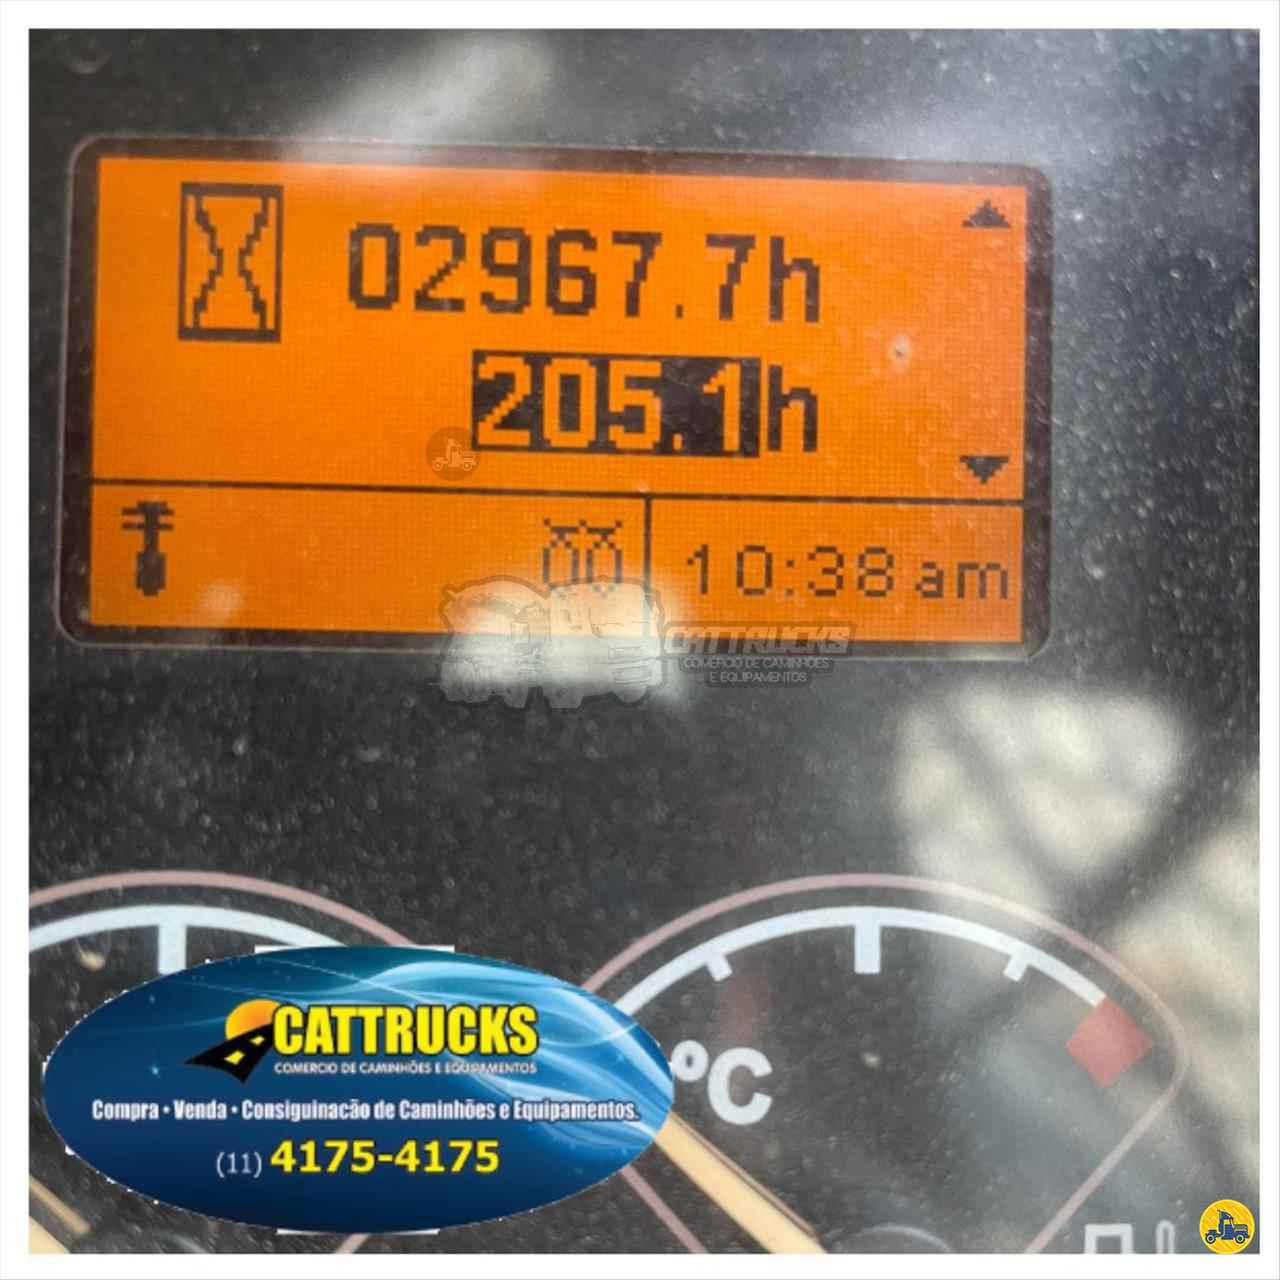 02967.7h
205.1h
10:38am
CATTRUCKS
COMERCIO DE CAMINHÕES
E EQUIPAMENTOS
ºC
CATTRUCKS
COMERCIO DE CAMINHÕES E EQUIPAMENTOS
Compra • Venda • Consiguinacão de Caminhões e Equipamentos.
(11) 4175-4175